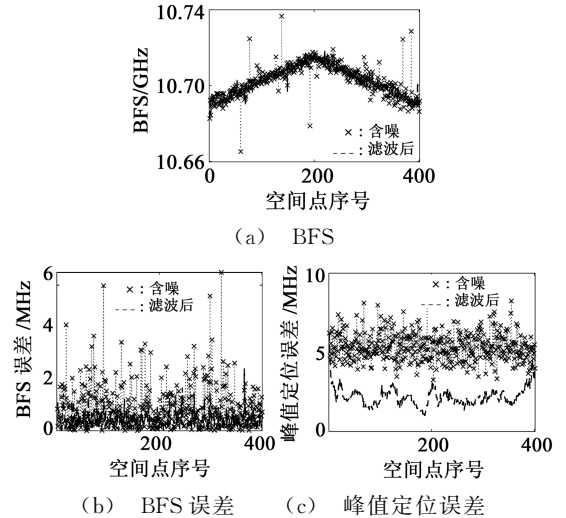 10.74
10.70
10.66
BFS/GHz
×：含噪
----：滤波后
0 200 400
空间点序号
(a) BFS
6
4
2
0
BFS 误差 /MHz
×：含噪
----：滤波后
200 400
空间点序号
(b) BFS 误差
10
5
0
峰值定位误差 /MHz
×：含噪
----：滤波后
200 400
空间点序号
(c) 峰值定位误差